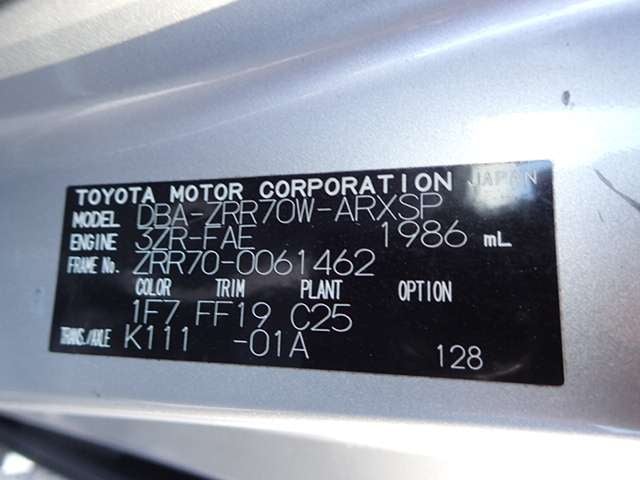 TOYOTA MOTOR CORPORATION JAPAN
MODEL DBA-ZRR70W-ARXSP
ENGINE 3ZR-FAE 1986 mL
FRAME No. ZRR70-0061462
COLOR TRIM PLANT OPTION
1F7 FF19 C25
TRANS./AXLE K111 -01A 128